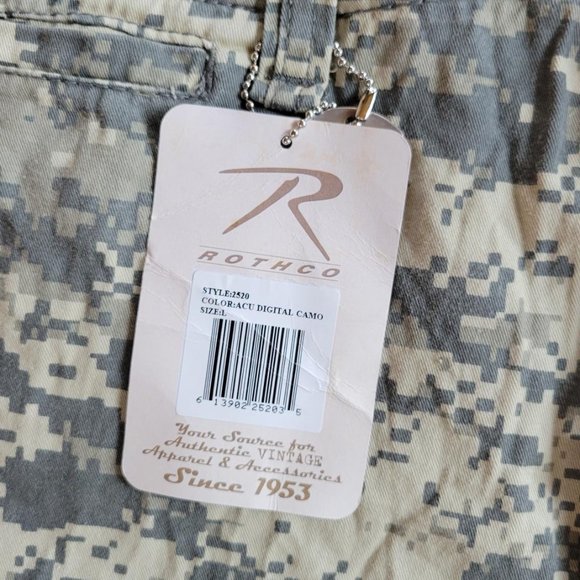 R
ROTHCO
STYLE:2520
COLOR:ACU DIGITAL CAMO
SIZE:L
6 13902 25203 5
Your Source for
Authentic VINTAGE
Apparel & Accessories
Since 1953